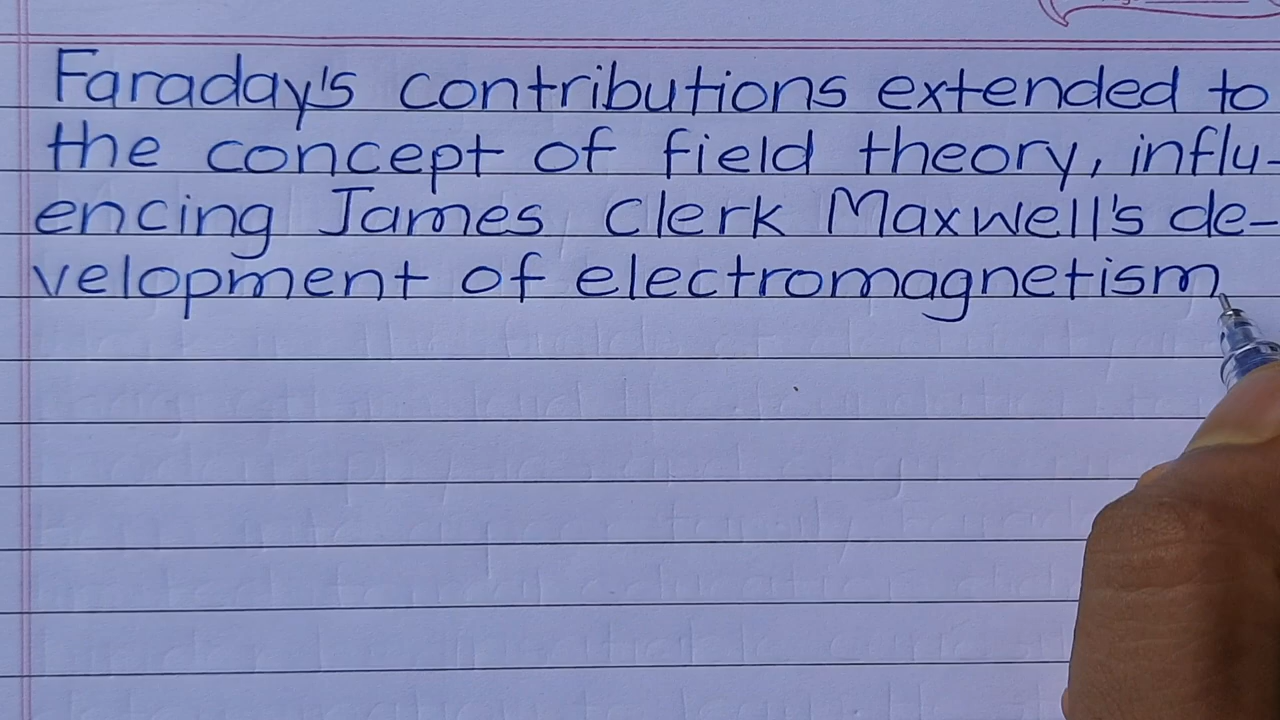 Faraday's contributions extended to
the concept of field theory, influ-
encing James Clerk Maxwell's de-
velopment of electromagnetism